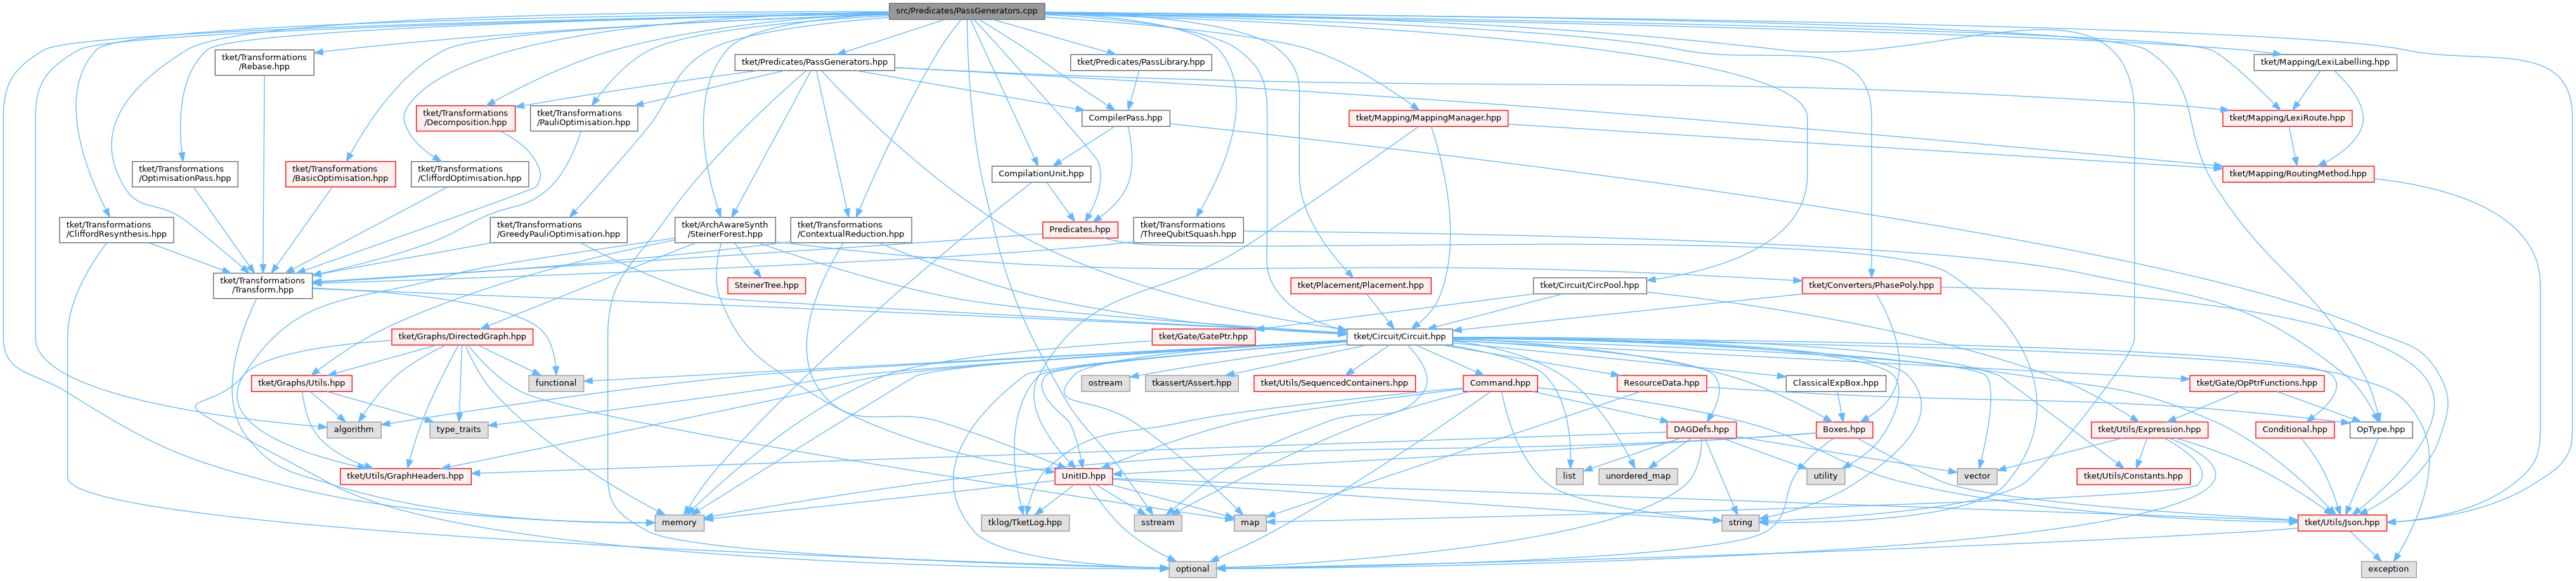 src/Predicates/PassGenerators.cpp
tket/Transformations
/Rebase.hpp
tket/Predicates/PassGenerators.hpp
tket/Predicates/PassLibrary.hpp
tket/Mapping/LexiLabelling.hpp
tket/Transformations
/Decomposition.hpp
tket/Transformations
/PauliOptimisation.hpp
CompilerPass.hpp
tket/Mapping/MappingManager.hpp
tket/Mapping/LexiRoute.hpp
tket/Transformations
/OptimisationPass.hpp
tket/Transformations
/BasicOptimisation.hpp
tket/Transformations
/CliffordOptimisation.hpp
CompilationUnit.hpp
tket/Mapping/RoutingMethod.hpp
tket/Transformations
/CliffordResynthesis.hpp
tket/Transformations
/GreedyPauliOptimisation.hpp
tket/ArchAwareSynth
/SteinerForest.hpp
tket/Transformations
/ContextualReduction.hpp
Predicates.hpp
tket/Transformations
/ThreeQubitSquash.hpp
tket/Transformations
/Transform.hpp
SteinerTree.hpp
tket/Placement/Placement.hpp
tket/Circuit/CircPool.hpp
tket/Converters/PhasePoly.hpp
tket/Graphs/DirectedGraph.hpp
tket/Gate/GatePtr.hpp
tket/Circuit/Circuit.hpp
tket/Graphs/Utils.hpp
functional
ostream
tkassert/Assert.hpp
tket/Utils/SequencedContainers.hpp
Command.hpp
ResourceData.hpp
ClassicalExpBox.hpp
tket/Gate/OpPtrFunctions.hpp
algorithm
type_traits
DAGDefs.hpp
Boxes.hpp
Conditional.hpp
tket/Utils/Expression.hpp
OpType.hpp
tket/Utils/GraphHeaders.hpp
UnitID.hpp
list
unordered_map
utility
vector
tket/Utils/Constants.hpp
memory
tklog/TketLog.hpp
sstream
map
string
tket/Utils/Json.hpp
optional
exception